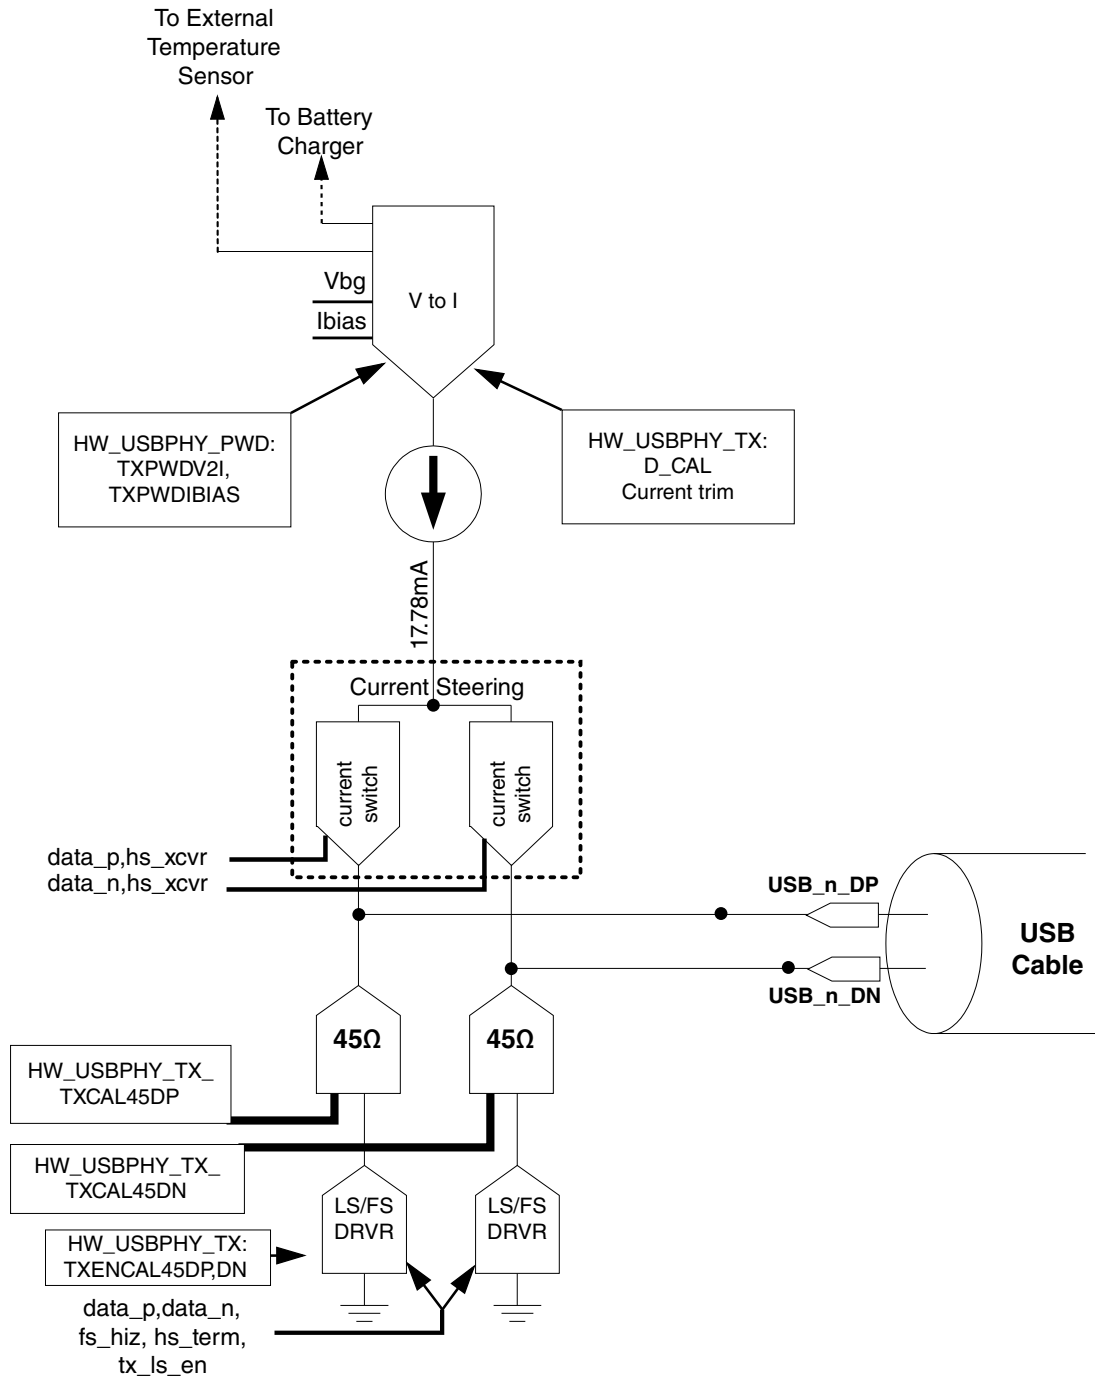 To External
Temperature
Sensor
To Battery
Charger
Vbg
Ibias
V to I
HW_USBPHY_PWD:
TXPWDV2I,
TXPWDIBIAS
HW_USBPHY_TX:
D_CAL
Current trim
17.78mA
Current Steering
current
switch
current
switch
data_p,hs_xcvr
data_n,hs_xcvr
USB_n_DP
USB
Cable
USB_n_DN
45Ω
45Ω
HW_USBPHY_TX_
TXCAL45DP
HW_USBPHY_TX_
TXCAL45DN
LS/FS
DRVR
LS/FS
DRVR
HW_USBPHY_TX:
TXENCAL45DP,DN
data_p,data_n,
fs_hiz, hs_term,
tx_ls_en